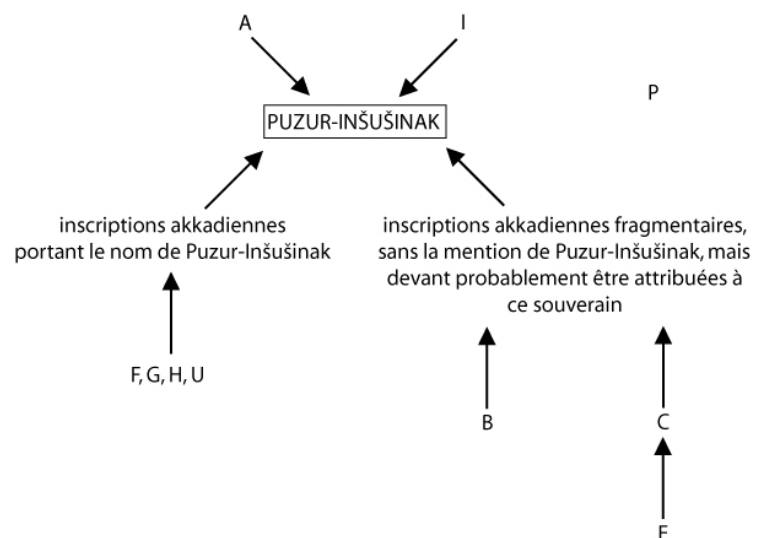 A
I
P
PUZUR-INŠUŠINAK
inscriptions akkadiennes
portant le nom de Puzur-Inšušinak
inscriptions akkadiennes fragmentaires,
sans la mention de Puzur-Inšušinak, mais
devant probablement être attribuées à
ce souverain
F, G, H, U
B
C